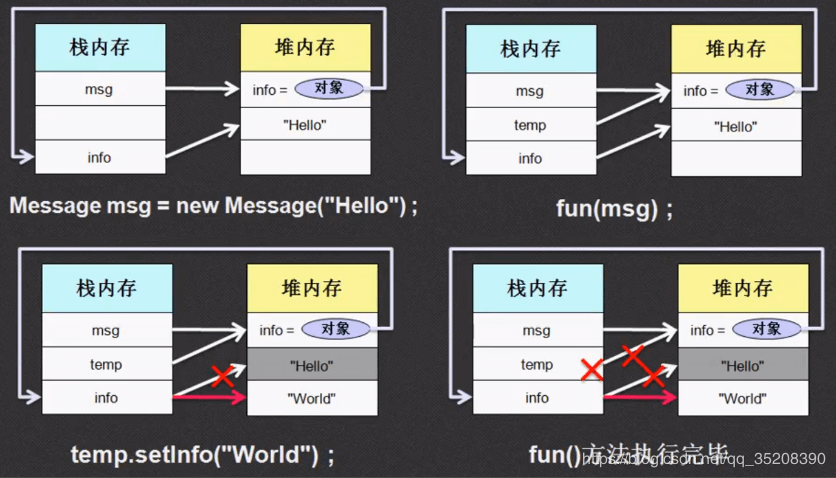 栈内存
堆内存
msg
info = 对象
"Hello"
info
Message msg = new Message("Hello") ;
栈内存
堆内存
msg
info = 对象
temp
"Hello"
info
fun(msg) ;
栈内存
堆内存
msg
info = 对象
temp
"Hello"
info
"World"
temp.setInfo("World") ;
栈内存
堆内存
msg
info = 对象
temp
"Hello"
info
"World"
fun()方法执行完毕
https://blog.csdn.net/qq_35208390